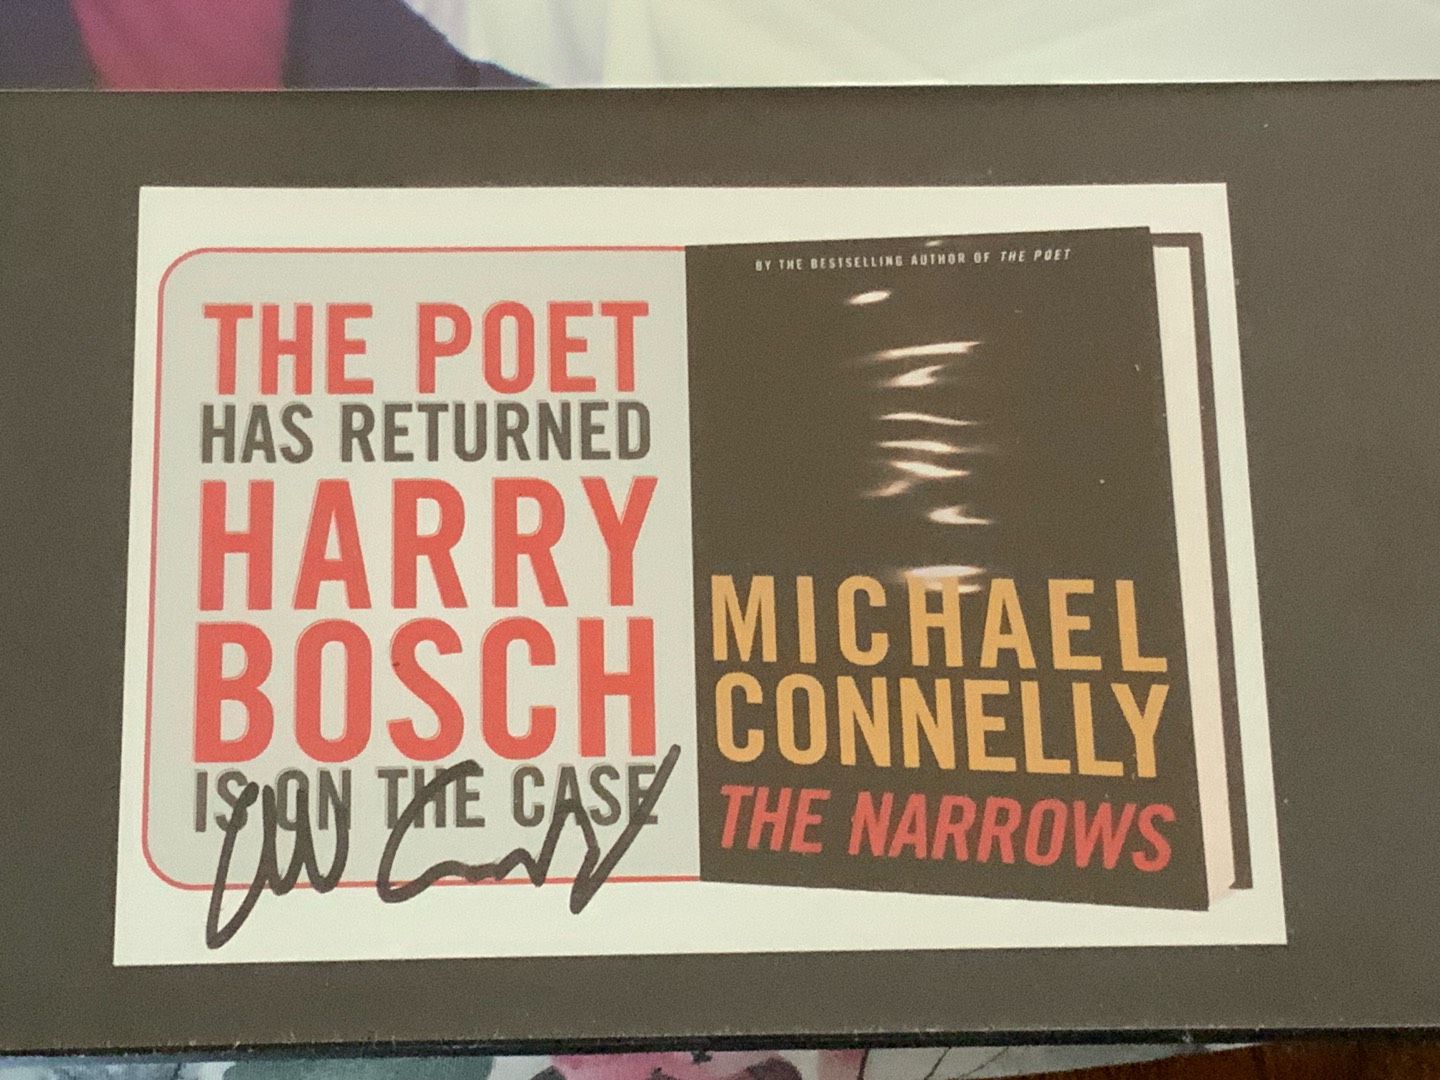 THE POET
HAS RETURNED
HARRY
BOSCH
IS ON THE CASE
BY THE BESTSELLING AUTHOR OF THE POET
MICHAEL
CONNELLY
THE NARROWS